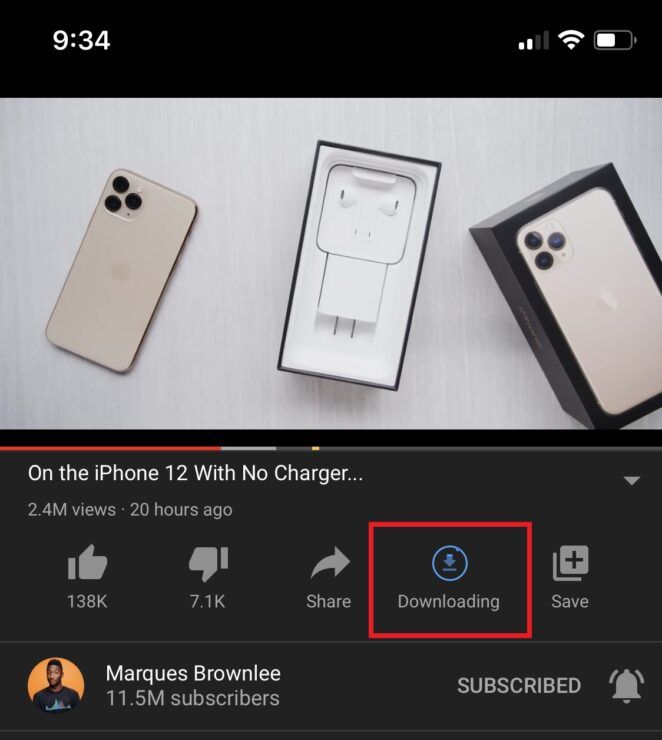 9:34
On the iPhone 12 With No Charger...
2.4M views · 20 hours ago
138K
7.1K
Share
Downloading
Save
Marques Brownlee
11.5M subscribers
SUBSCRIBED